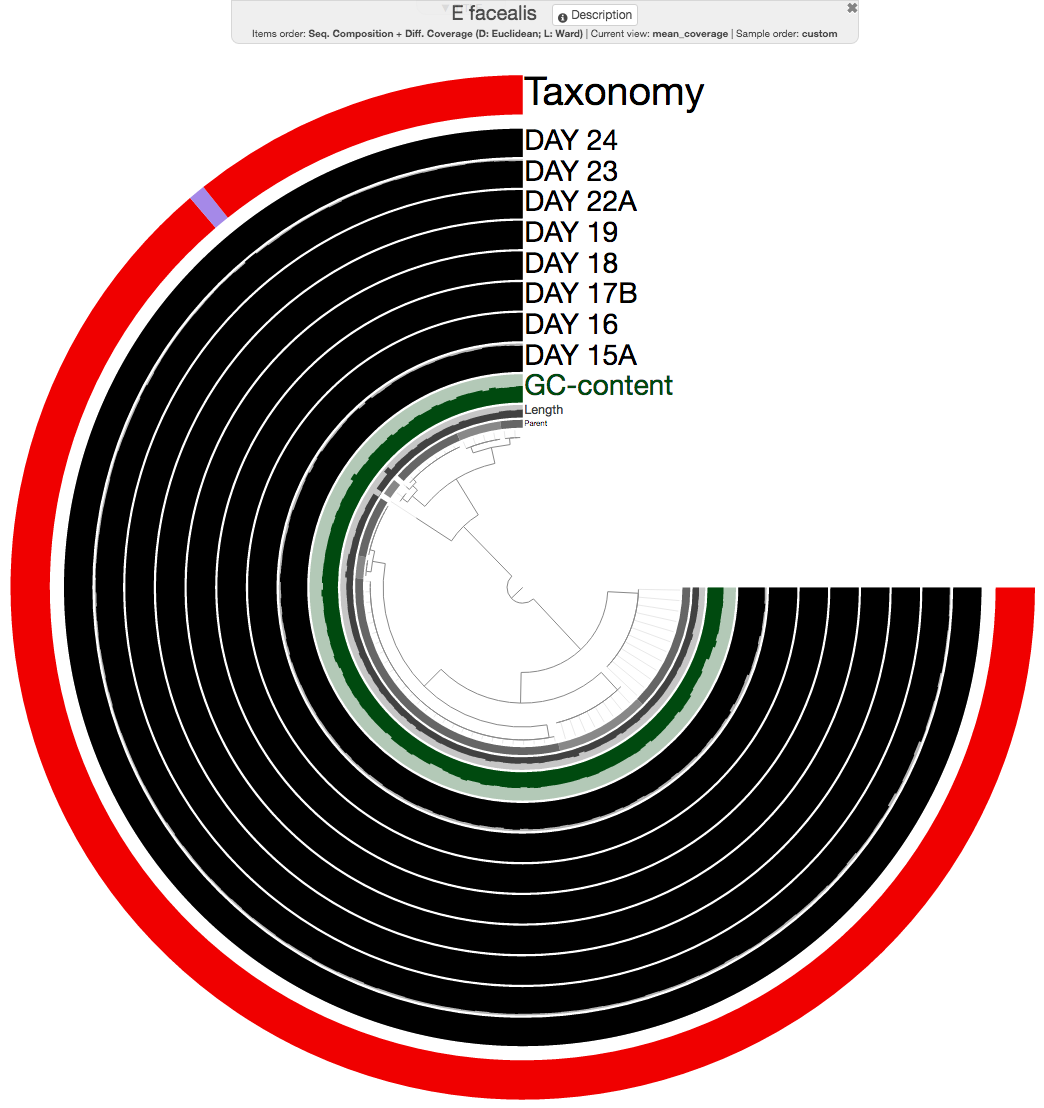 E facealis
Description
Items order: Seq. Composition + Diff. Coverage (D: Euclidean; L: Ward) | Current view: mean_coverage | Sample order: custom
Taxonomy
DAY 24
DAY 23
DAY 22A
DAY 19
DAY 18
DAY 17B
DAY 16
DAY 15A
GC-content
Length
Parent